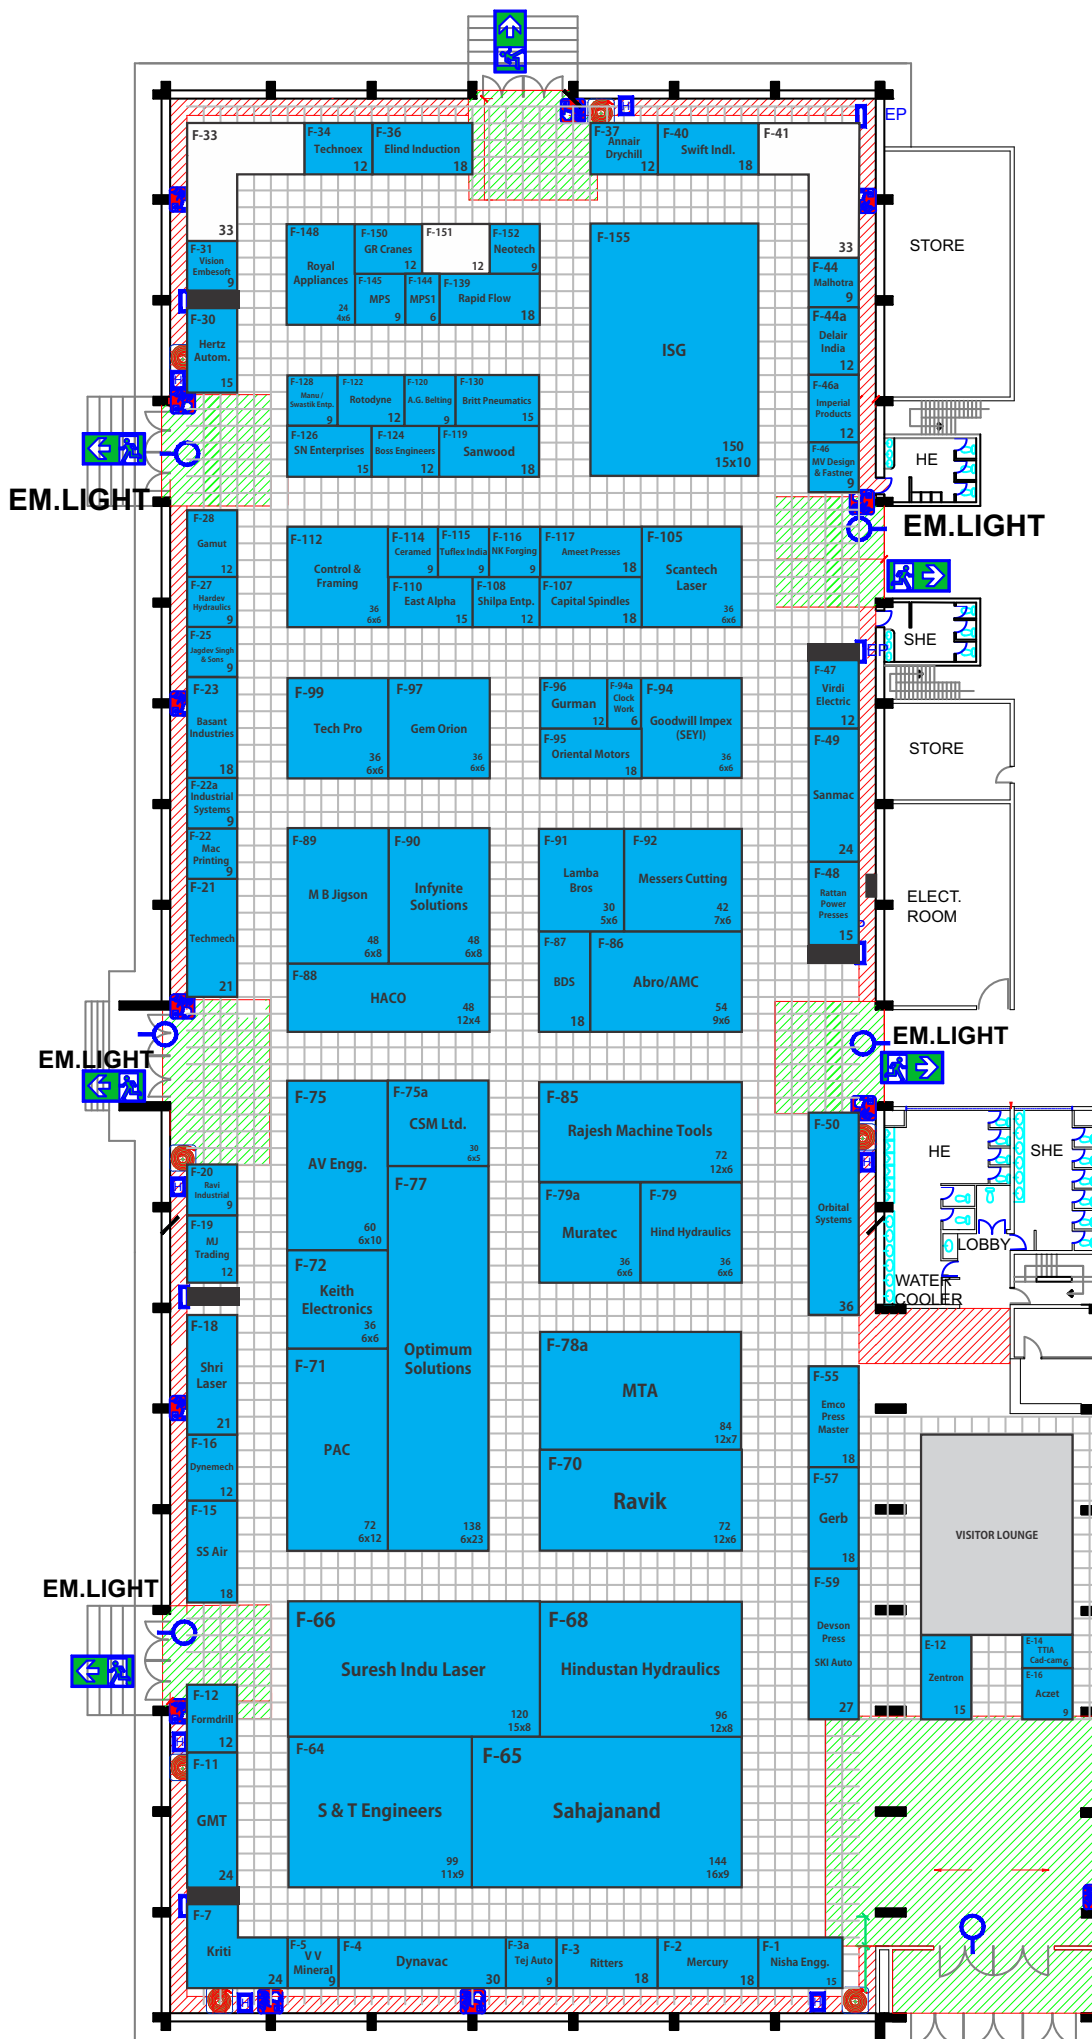 EP
F-33
33
F-34
Technoex
12
F-36
Elind Induction
18
F-37
Annair
Drychill
12
F-40
Swift Indl.
18
F-41
33
STORE
F-31
Vision
Embesoft
9
F-30
Hertz
Autom.
15
F-148
Royal
Appliances
24
4x6
F-150
GR Cranes
12
F-151
12
F-152
Neotech
9
F-145
MPS
9
F-144
MPS1
6
F-139
Rapid Flow
18
F-155
ISG
150
15x10
F-44
Malhotra
9
F-44a
Delair
India
12
F-46a
Imperial
Products
12
F-46
MV Design
& Fastner
9
F-128
Mano /
Swastik Entp.
9
F-122
Rotodyne
12
F-120
A.G. Belting
9
F-130
Britt Pneumatics
15
F-126
SN Enterprises
15
F-124
Boss Engineers
12
F-119
Sanwood
18
HE
EM.LIGHT
EM.LIGHT
F-28
Gamut
12
F-27
Hardev
Hydraulics
9
F-25
Jagdev Singh
& Sons
9
F-23
Basant
Industries
18
F-22a
Industrial
Systems
9
F-22
Mac
Printing
9
F-21
Techmech
21
F-112
Control &
Framing
36
6x6
F-114
Ceramed
9
F-115
Tuflex India
9
F-116
NK Forging
9
F-117
Ameet Presses
18
F-105
Scantech
Laser
36
6x6
F-110
East Alpha
15
F-108
Shilpa Entp.
12
F-107
Capital Spindles
18
SHE
EP
F-47
Virdi
Electric
12
F-49
Sanmac
24
F-48
Rattan
Power
Presses
15
STORE
ELECT.
ROOM
F-99
Tech Pro
36
6x6
F-97
Gem Orion
36
6x6
F-96
Gurman
12
F-94a
Clock
Work
6
F-94
Goodwill Impex
(SEYI)
36
6x6
F-95
Oriental Motors
18
F-89
M B Jigson
48
6x8
F-90
Infynite
Solutions
48
6x8
F-91
Lamba
Bros
30
5x6
F-92
Messers Cutting
42
7x6
F-88
HACO
48
12x4
F-87
BDS
18
F-86
Abro/AMC
54
9x6
EM.LIGHT
EM.LIGHT
F-75
AV Engg.
60
6x10
F-75a
CSM Ltd.
30
6x5
F-77
Optimum
Solutions
138
6x23
F-85
Rajesh Machine Tools
72
12x6
F-79a
Muratec
36
6x6
F-79
Hind Hydraulics
36
6x6
F-50
Orbital
Systems
36
HE
SHE
LOBBY
WATER
COOLER
F-20
Ravi
Industrial
9
F-19
MJ
Trading
12
F-18
Shri
Laser
21
F-16
Dynemech
12
F-15
SS Air
18
F-72
Keith
Electronics
36
6x6
F-71
PAC
72
6x12
F-78a
MTA
84
12x7
F-70
Ravik
72
12x6
F-55
Emco
Press
Master
18
F-57
Gerb
18
F-59
Devson
Press
SKI Auto
27
VISITOR LOUNGE
E-12
Zentron
15
E-14
TTIA
Cad-cam
6
E-16
Aczet
9
EM.LIGHT
F-66
Suresh Indu Laser
120
15x8
F-68
Hindustan Hydraulics
96
12x8
F-64
S & T Engineers
99
11x9
F-65
Sahajanand
144
16x9
F-12
Formdrill
12
F-11
GMT
24
F-7
Kriti
24
F-5
V V
Mineral
9
F-4
Dynavac
30
F-3a
Tej Auto
9
F-3
Ritters
18
F-2
Mercury
18
F-1
Nisha Engg.
15